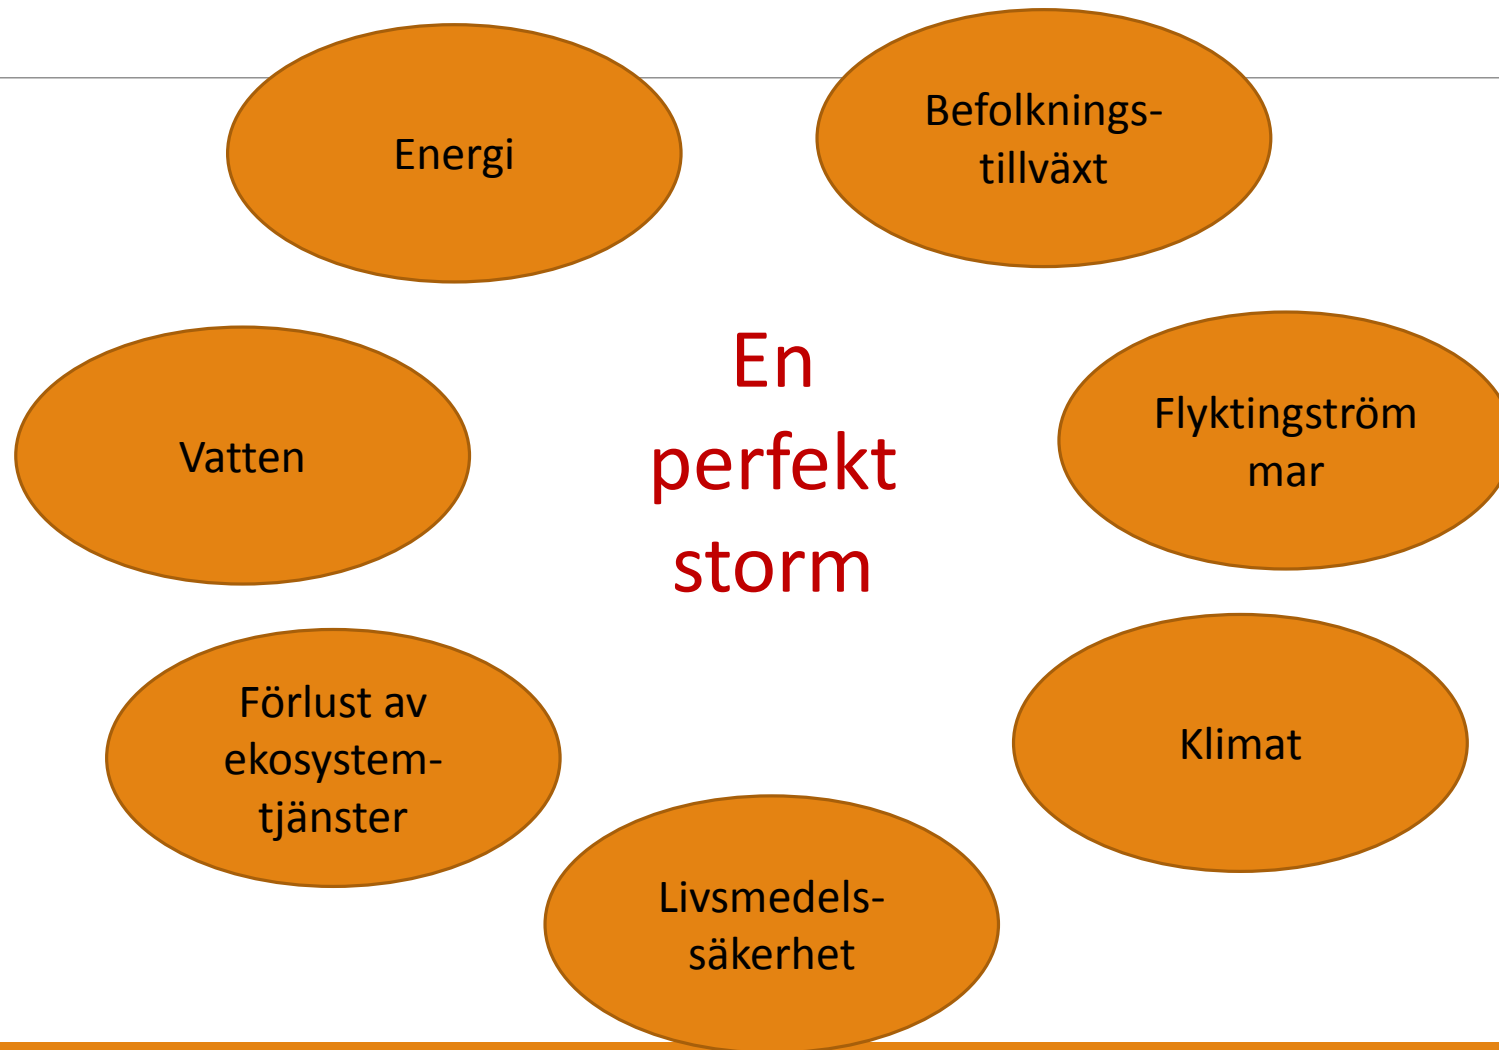 Energi
Befolknings-
tillväxt
Vatten
En
perfekt
storm
Flyktingström
mar
Förlust av
ekosystem-
tjänster
Klimat
Livsmedels-
säkerhet